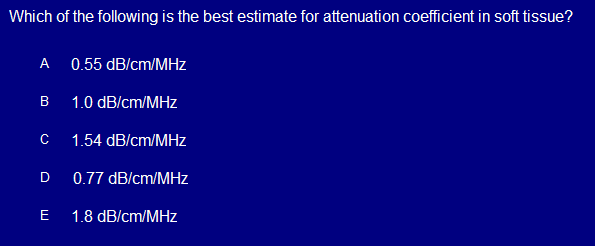 Which of the following is the best estimate for attenuation coefficient in soft tissue?
A 0.55 dB/cm/MHz
B 1.0 dB/cm/MHz
C 1.54 dB/cm/MHz
D 0.77 dB/cm/MHz
E 1.8 dB/cm/MHz